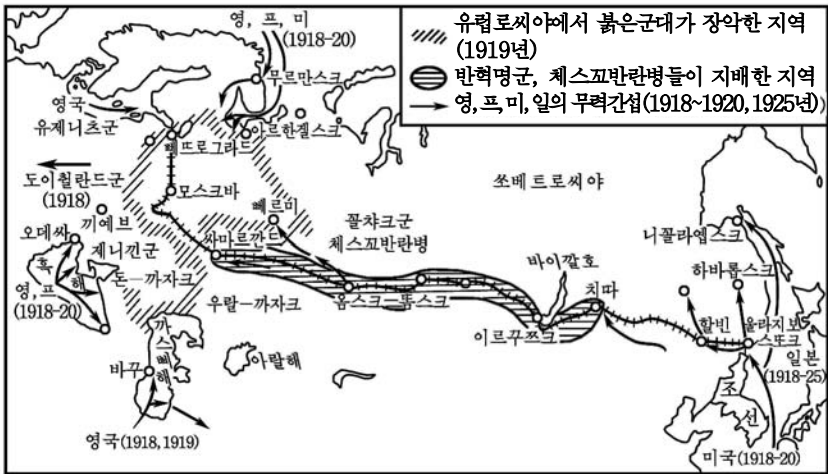 영, 프, 미
(1918-20)
유럽로씨야에서 붉은군대가 장악한 지역
(1919년)
반혁명군, 체스꼬반란병들이 지배한 지역
영,프,미,일의 무력간섭(1918~1920, 1925년)
무르만스크
영국
유제니츠군
아르한겔스크
뻬뜨로그라드
도이췰란드군
(1918)
모스크바
쏘베트로씨야
끼예브
뻬르미
오데싸
제니낀군
싸마르깐드
꼴챠크군
체스꼬반란병
니꼴라옙스크
흑해
돈-까자크
바이깔호
하바롭스크
영, 프
(1918-20)
우랄-까자크
옴스크-똠스크
치따
까스삐해
이르꾸쯔크
할빈
울라지보
스또크
아랄해
일본
(1918-25)
바꾸
조선
영국(1918, 1919)
미국(1918-20)